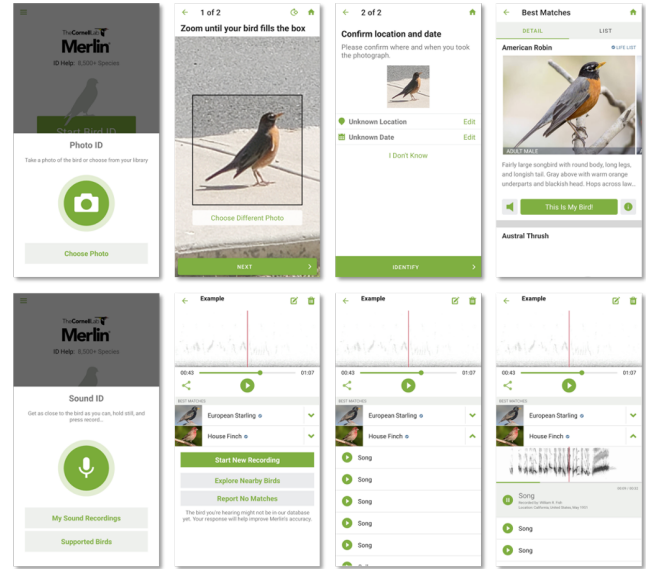 TheCornellLab
Merlin
ID Help: 8,500+ Species
Start Bird ID
Photo ID
Take a photo of the bird or choose from your library
Choose Photo
1 of 2
Zoom until your bird fills the box
Choose Different Photo
NEXT
2 of 2
Confirm location and date
Please confirm where and when you took
the photograph.
Unknown Location Edit
Unknown Date Edit
I Don't Know
IDENTIFY
Best Matches
DETAIL LIST
American Robin LIFE LIST
ADULT MALE
Fairly large songbird with round body, long legs,
and longish tail. Gray above with warm orange
underparts and blackish head. Hops across law...
This Is My Bird!
Austral Thrush
TheCornellLab
Merlin
ID Help: 8,500+ Species
Sound ID
Get as close to the bird as you can, hold still, and
press record...
My Sound Recordings
Supported Birds
Example
00:43 01:07
BEST MATCHES
European Starling
House Finch
Start New Recording
Explore Nearby Birds
Report No Matches
The bird you're hearing might not be in our database
yet. Your response will help improve Merlin's accuracy.
Example
00:43 01:07
BEST MATCHES
European Starling
House Finch
Song
Song
Song
Song
Song
Example
00:43 01:07
BEST MATCHES
European Starling
House Finch
Song
Song
Song